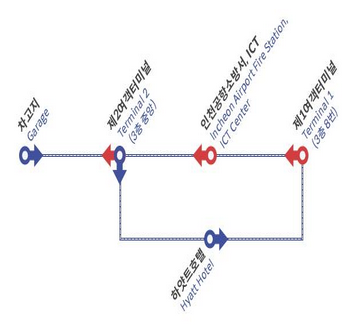 차고지
Garage
제2여객터미널
Terminal 2
(3층 중앙)
인천공항소방서, ICT
Incheon Airport Fire Station,
ICT Center
제1여객터미널
Terminal 1
(3층 8번)
하얏트호텔
Hyatt Hotel